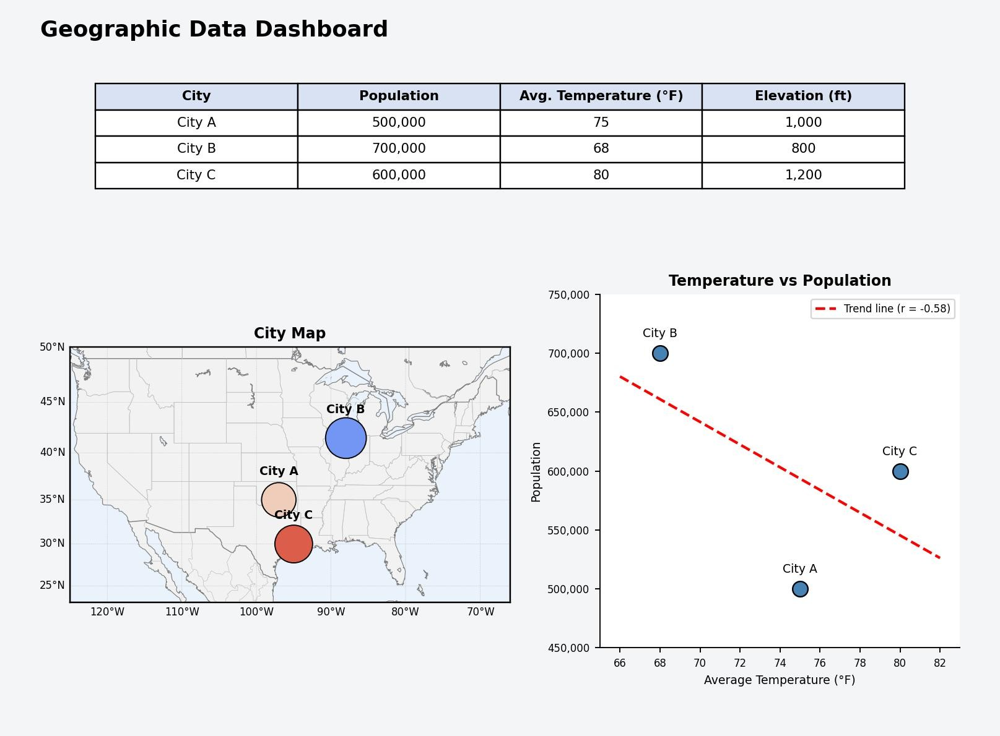 Geographic Data Dashboard
City Population Avg. Temperature (°F) Elevation (ft)
City A 500,000 75 1,000
City B 700,000 68 800
City C 600,000 80 1,200
City Map
50°N
45°N
40°N
35°N
30°N
25°N
City B
City A
City C
120°W 110°W 100°W 90°W 80°W 70°W
Temperature vs Population
Trend line (r = -0.58)
Population
750,000
700,000
650,000
600,000
550,000
500,000
450,000
City B
City C
City A
66 68 70 72 74 76 78 80 82
Average Temperature (°F)